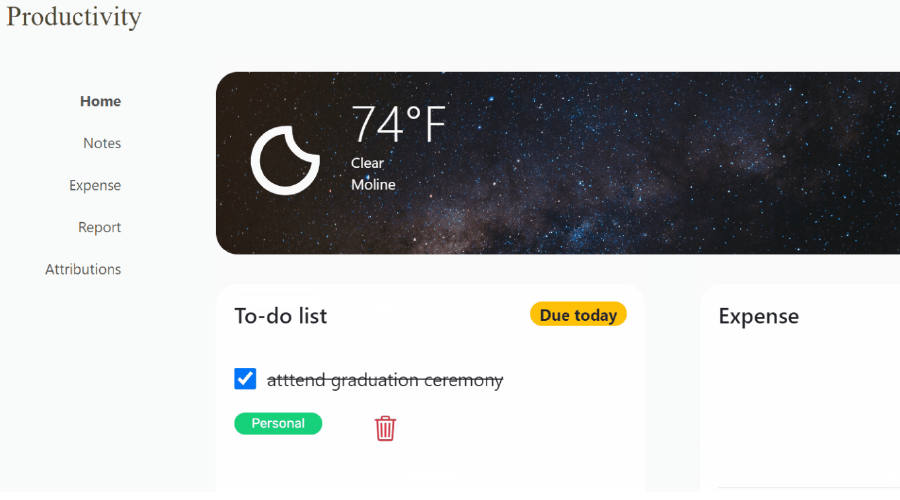 Productivity
Home
Notes
Expense
Report
Attributions
74°F
Clear
Moline
To-do list
Due today
atttend graduation ceremony
Personal
Expense